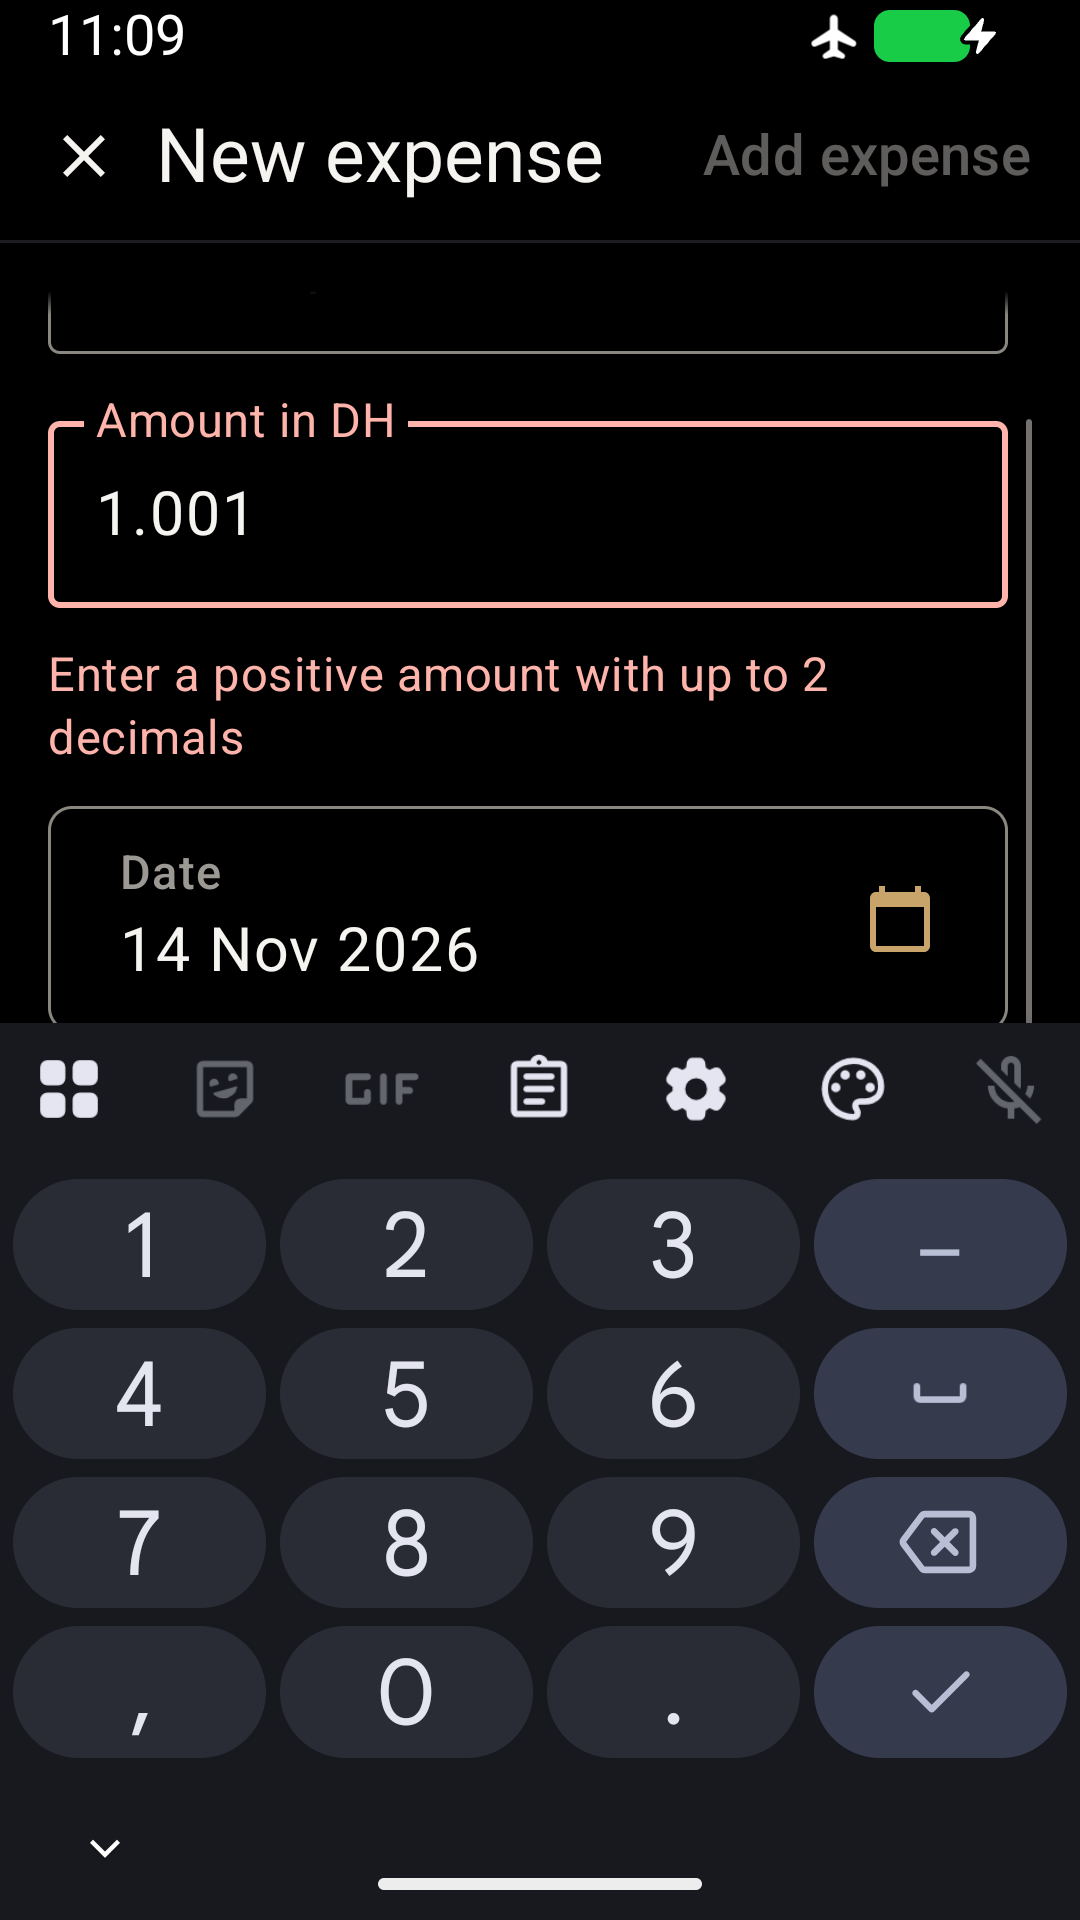 11:09
New expense
Add expense
Amount in DH
1.001
Enter a positive amount with up to 2
decimals
Date
14 Nov 2026
GIF
1 2 3 –
4 5 6
7 8 9
, 0 .